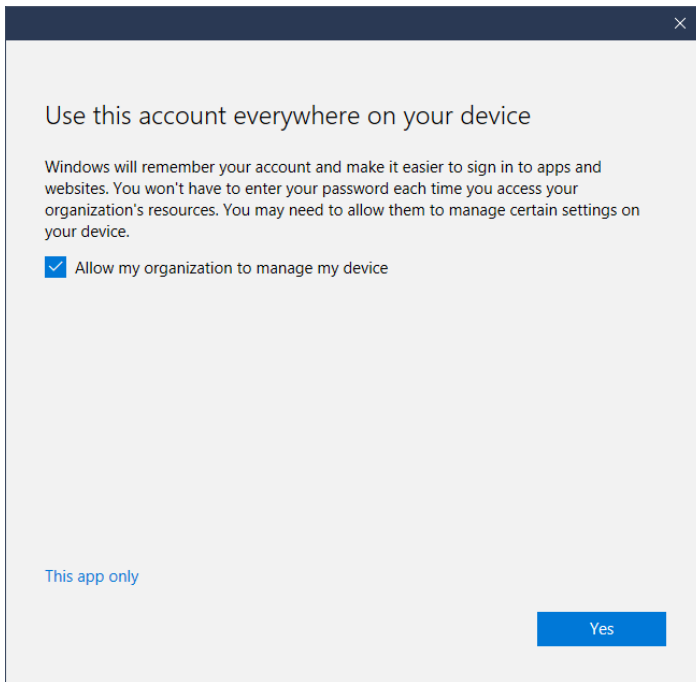 Use this account everywhere on your device
Windows will remember your account and make it easier to sign in to apps and
websites. You won't have to enter your password each time you access your
organization's resources. You may need to allow them to manage certain settings on
your device.
Allow my organization to manage my device
This app only
Yes